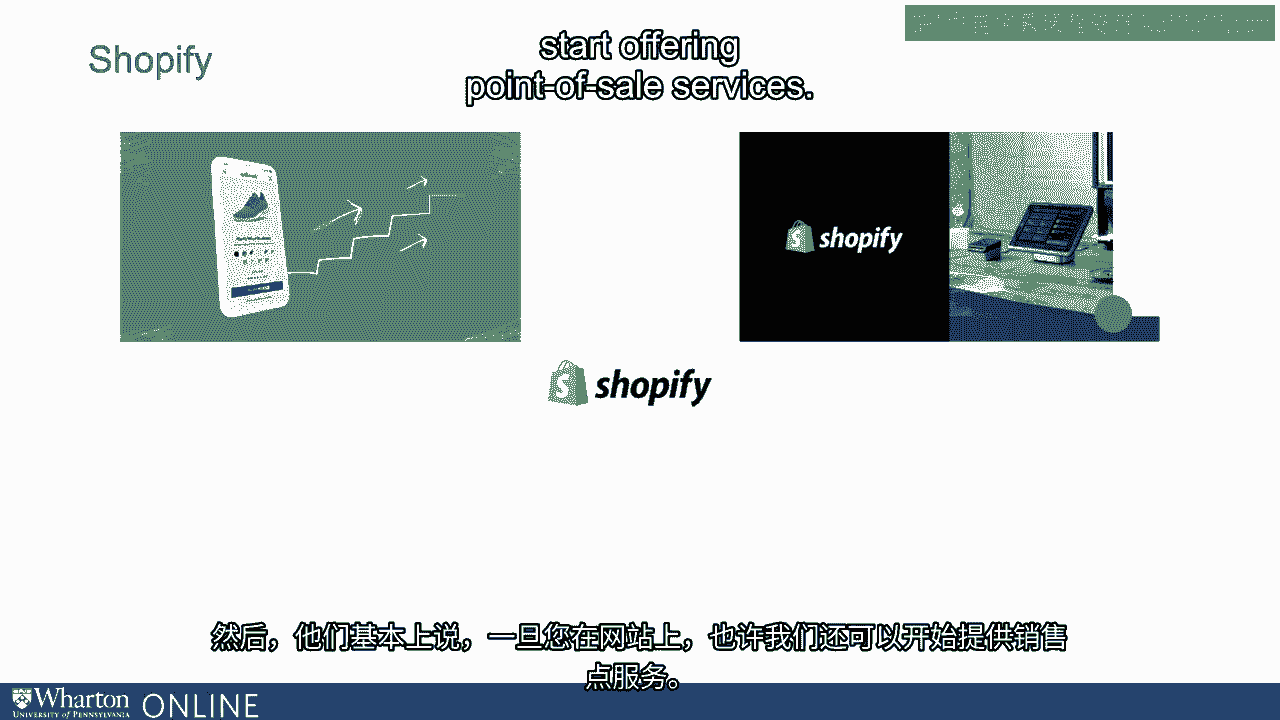 Shopify
start offering
point-of-sale services.
shopify
shopify
然后，他们基本上说，一旦您在网站上，也许我们还可以开始提供销售
点服务。
Wharton
UNIVERSITY of PENNSYLVANIA
ONLINE